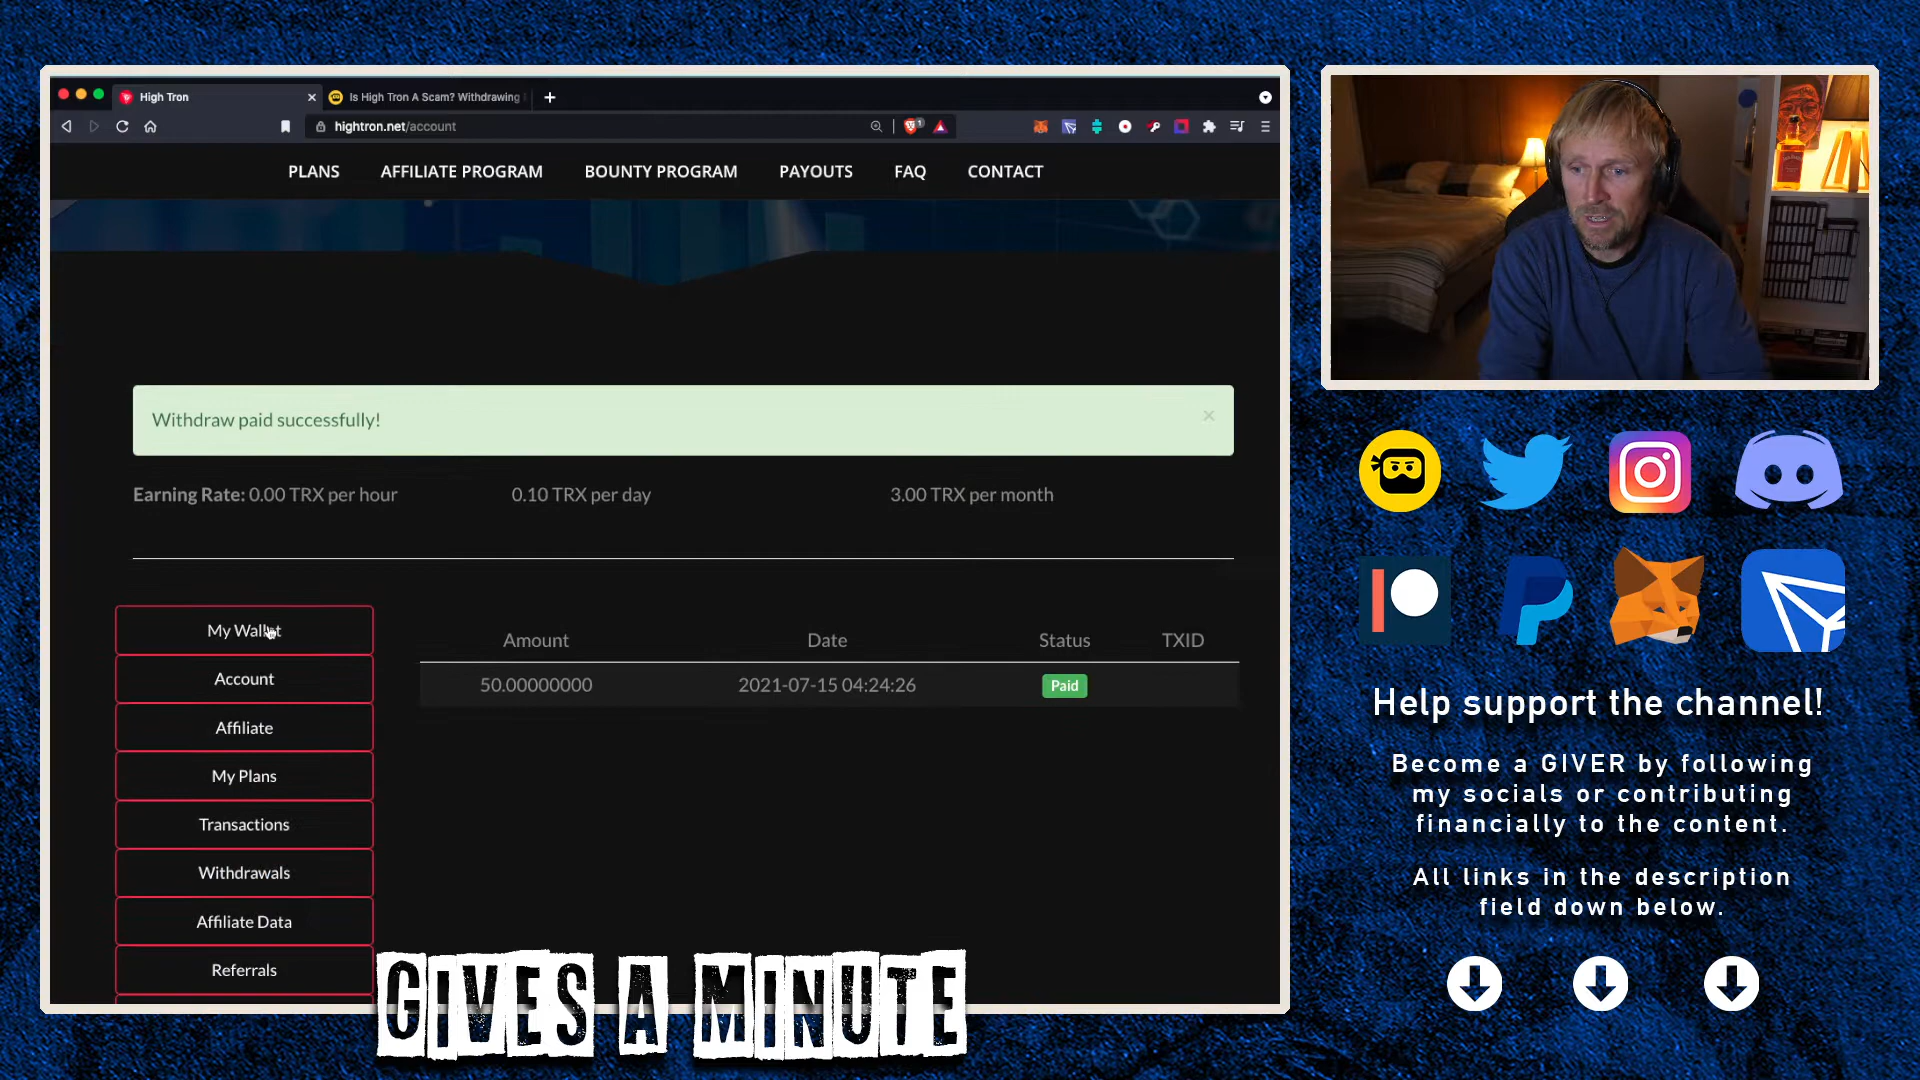 High Tron
Is High Tron A Scam? Withdrawing
hightron.net/account
PLANS AFFILIATE PROGRAM BOUNTY PROGRAM PAYOUTS FAQ CONTACT
Withdraw paid successfully!
Earning Rate: 0.00 TRX per hour 0.10 TRX per day 3.00 TRX per month
My Wallet
Account
Affiliate
My Plans
Transactions
Withdrawals
Affiliate Data
Referrals
Amount Date Status TXID
50.00000000 2021-07-15 04:24:26 Paid
GIVES A MINUTE
Help support the channel!
Become a GIVER by following
my socials or contributing
financially to the content.
All links in the description
field down below.